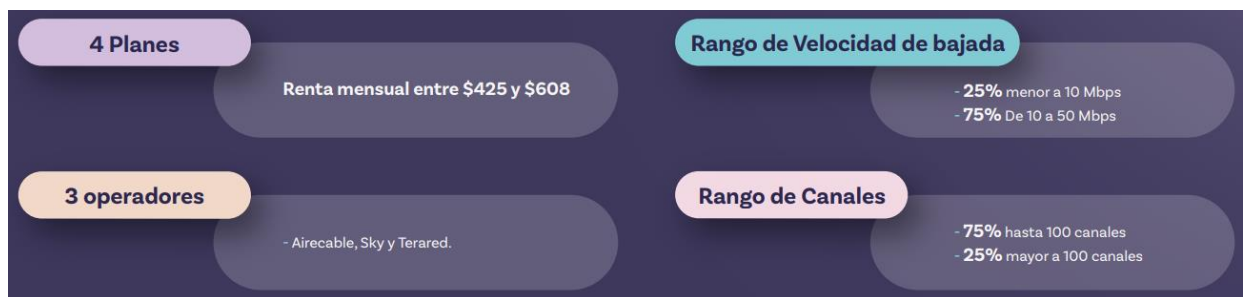 4 Planes
Renta mensual entre $425 y $608
3 operadores
- Airecable, Sky y Terared.
Rango de Velocidad de bajada
- 25% menor a 10 Mbps
- 75% De 10 a 50 Mbps
Rango de Canales
- 75% hasta 100 canales
- 25% mayor a 100 canales